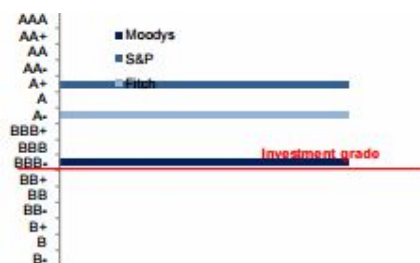 AAA
AA+
AA
AA-
A+
A
A-
BBB+
BBB
BBB-
BB+
BB
BB-
B+
B
B-
Moodys
S&P
Fitch
Investment grade